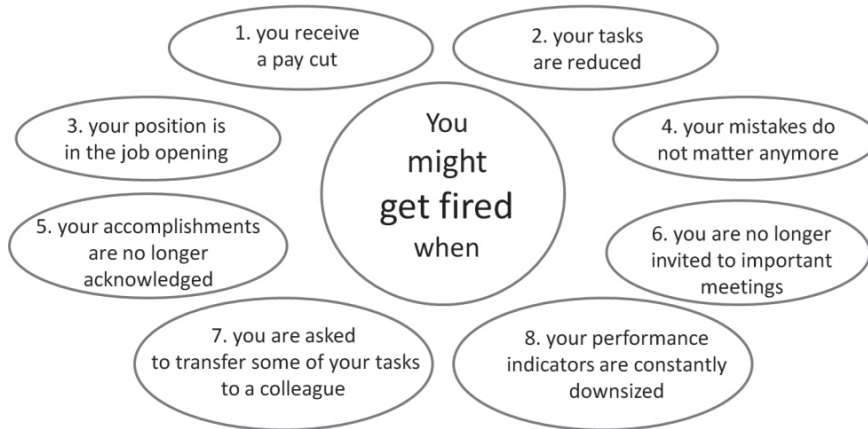 1. you receive
a pay cut
2. your tasks
are reduced
3. your position is
in the job opening
You
might
get fired
when
4. your mistakes do
not matter anymore
5. your accomplishments
are no longer
acknowledged
6. you are no longer
invited to important
meetings
7. you are asked
to transfer some of your tasks
to a colleague
8. your performance
indicators are constantly
downsized